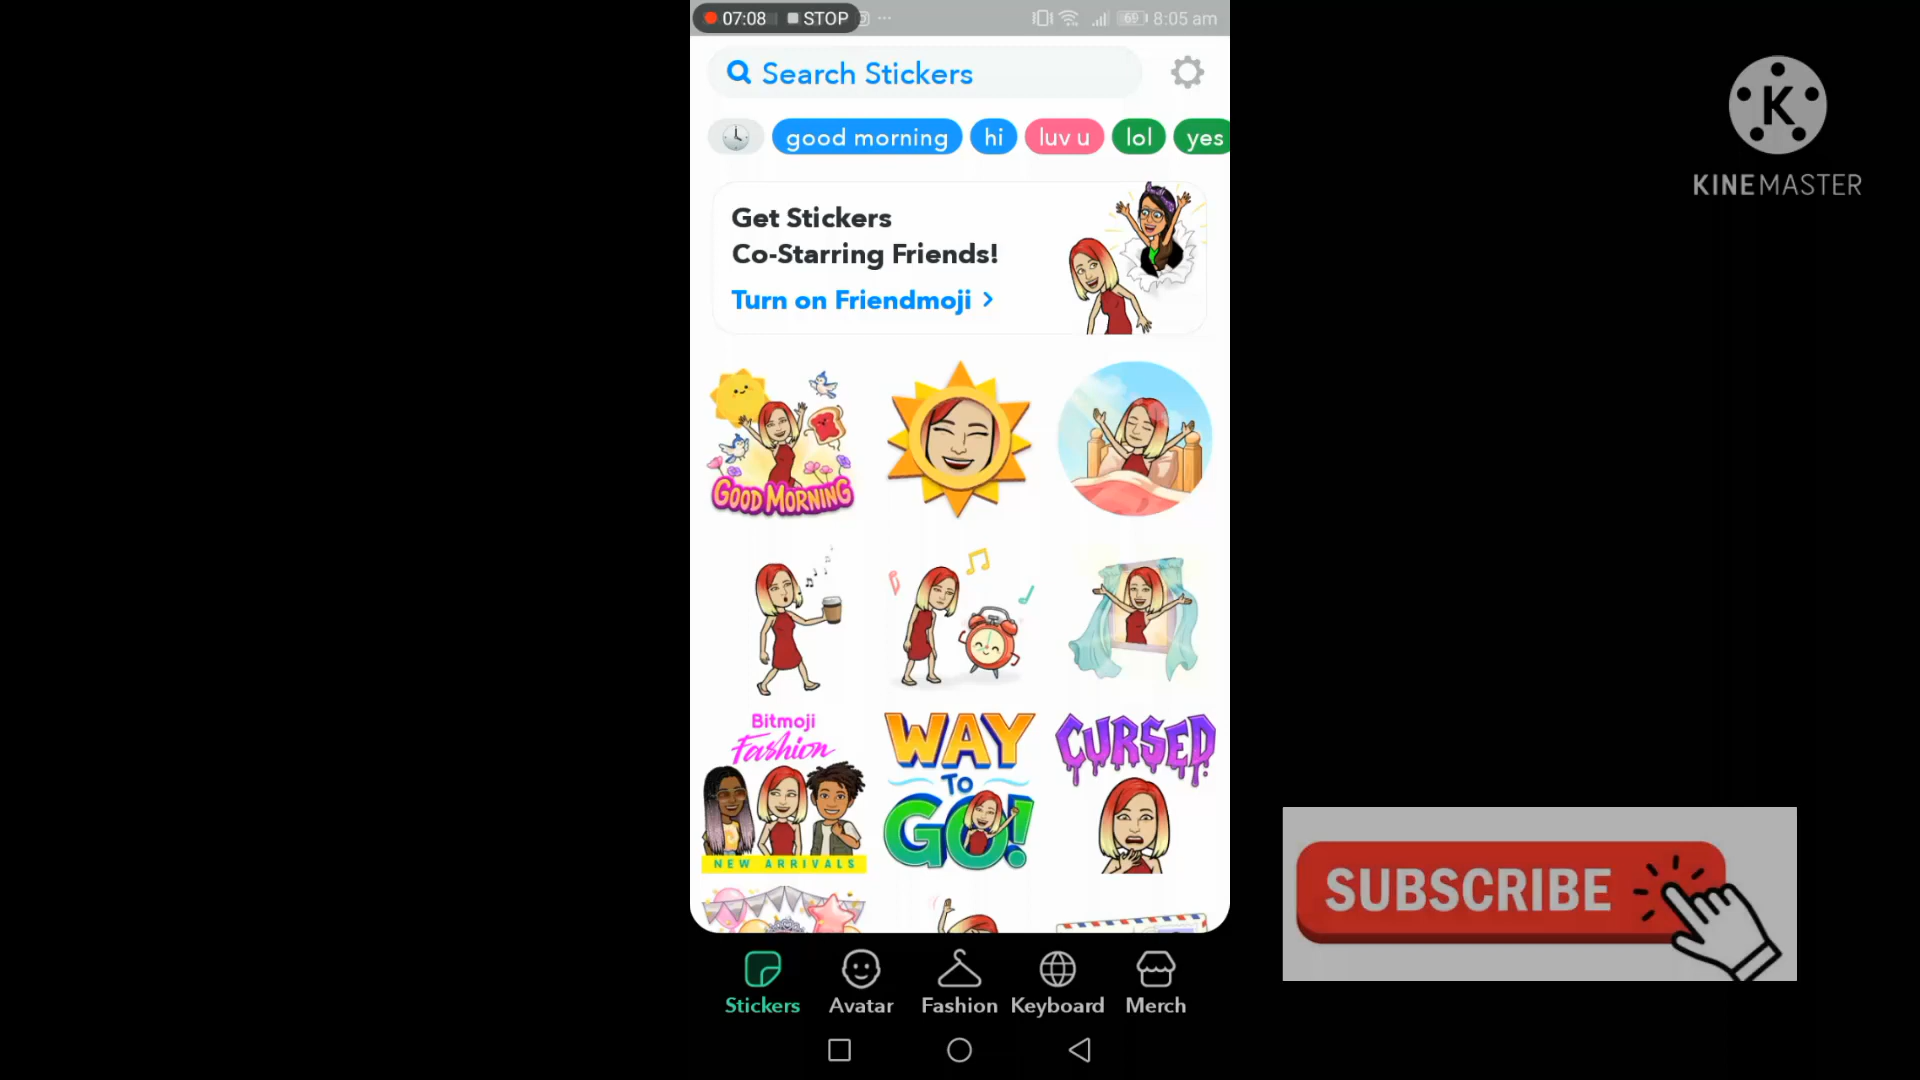 07:08 STOP
69 8:05 am
Search Stickers
good morning
hi
luv u
lol
yes
Get Stickers
Co-Starring Friends!
Turn on Friendmoji >
GOOD MORNING
Bitmoji
Fashion
NEW ARRIVALS
WAY
TO
GO!
CURSED
Stickers
Avatar
Fashion
Keyboard
Merch
K
KINEMASTER
SUBSCRIBE